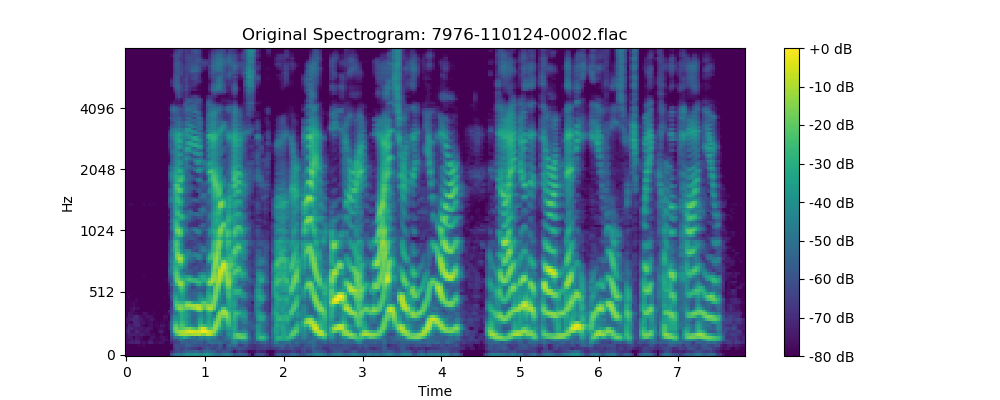 Original Spectrogram: 7976-110124-0002.flac
Hz
4096
2048
1024
512
0
0 1 2 3 4 5 6 7
Time
+0 dB
-10 dB
-20 dB
-30 dB
-40 dB
-50 dB
-60 dB
-70 dB
-80 dB